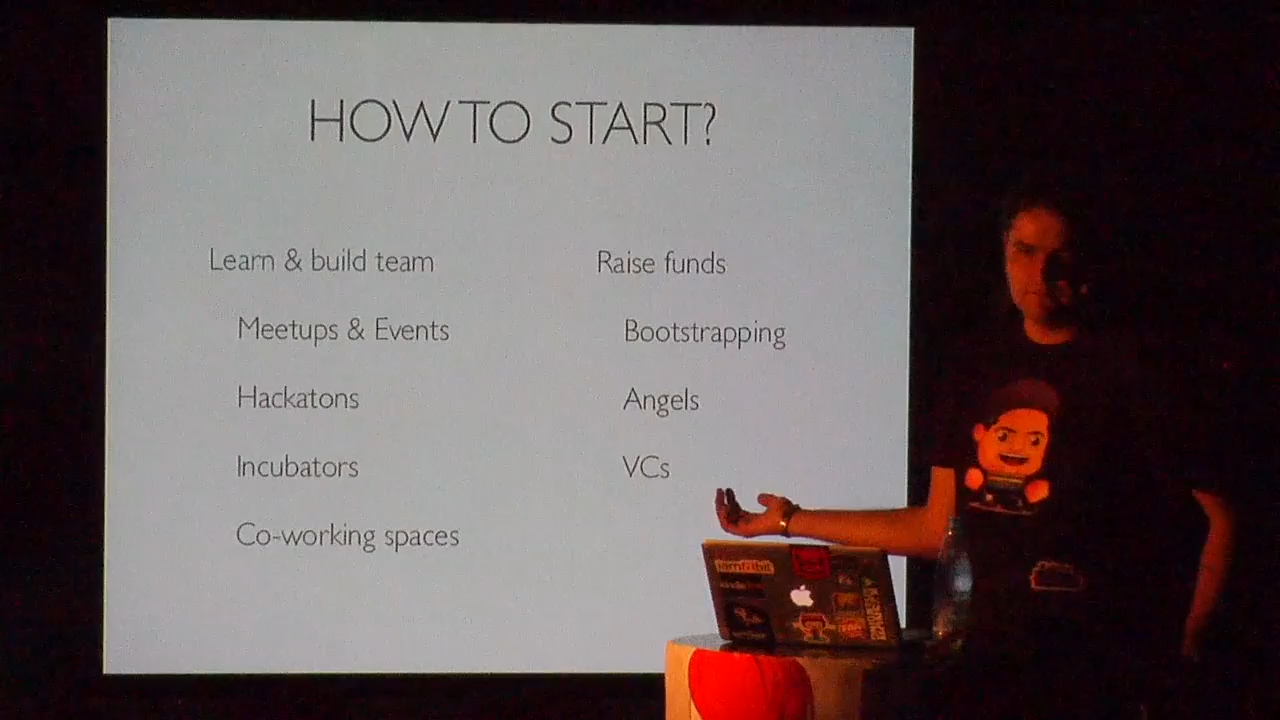 HOW TO START?
Learn & build team
Meetups & Events
Hackatons
Incubators
Co-working spaces
Raise funds
Bootstrapping
Angels
VCs